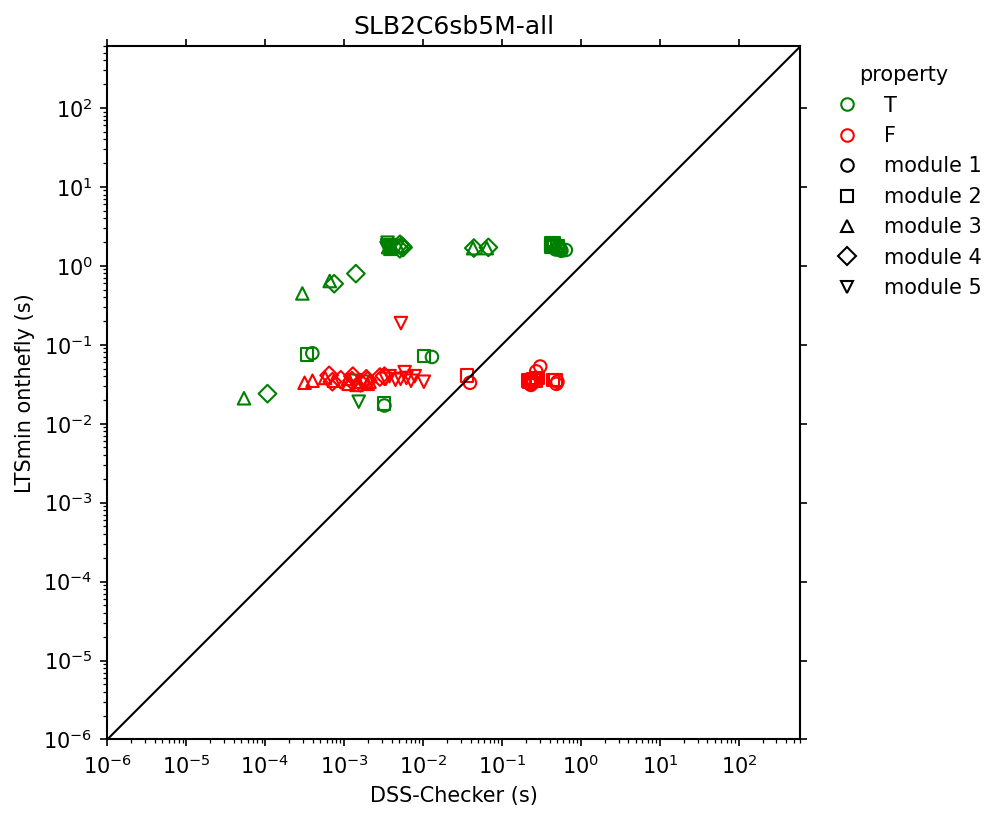 SLB2C6sb5M-all
LTSmin onthefly (s)
10²
10¹
10⁰
10⁻¹
10⁻²
10⁻³
10⁻⁴
10⁻⁵
10⁻⁶
10⁻⁶ 10⁻⁵ 10⁻⁴ 10⁻³ 10⁻² 10⁻¹ 10⁰ 10¹ 10²
DSS-Checker (s)
property
T
F
module 1
module 2
module 3
module 4
module 5